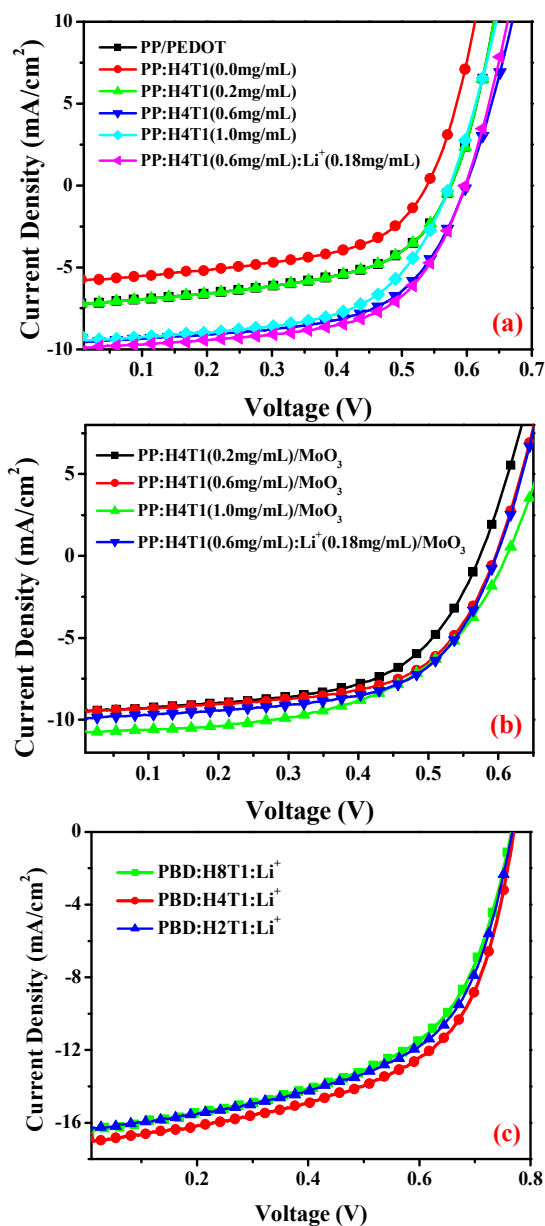 10
5
0
-5
-10
Current Density (mA/cm²)
PP/PEDOT
PP:H4T1(0.0mg/mL)
PP:H4T1(0.2mg/mL)
PP:H4T1(0.6mg/mL)
PP:H4T1(1.0mg/mL)
PP:H4T1(0.6mg/mL):Li⁺(0.18mg/mL)
(a)
0.1 0.2 0.3 0.4 0.5 0.6 0.7
Voltage (V)
5
0
-5
-10
Current Density (mA/cm²)
PP:H4T1(0.2mg/mL)/MoO₃
PP:H4T1(0.6mg/mL)/MoO₃
PP:H4T1(1.0mg/mL)/MoO₃
PP:H4T1(0.6mg/mL):Li⁺(0.18mg/mL)/MoO₃
(b)
0.1 0.2 0.3 0.4 0.5 0.6
Voltage (V)
0
-4
-8
-12
-16
Current Density (mA/cm²)
PBD:H8T1:Li⁺
PBD:H4T1:Li⁺
PBD:H2T1:Li⁺
(c)
0.2 0.4 0.6 0.8
Voltage (V)